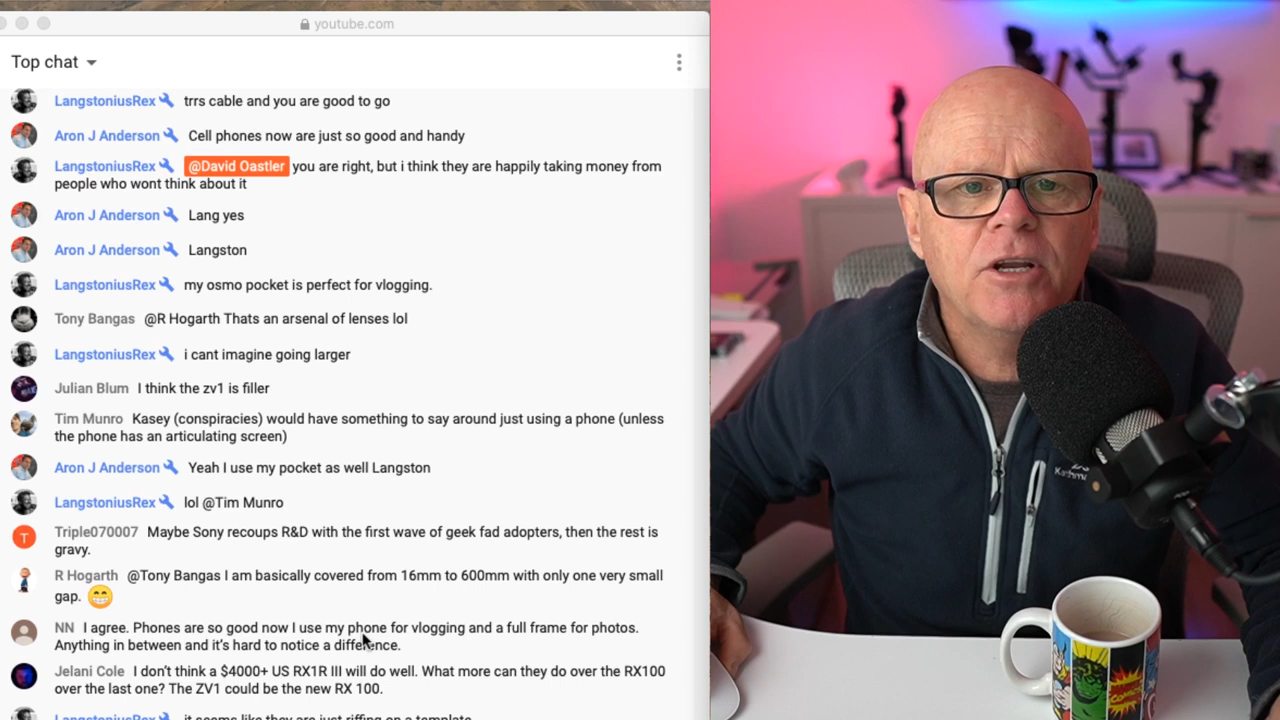 youtube.com
Top chat
LangstoniusRex trrs cable and you are good to go
Aron J Anderson Cell phones now are just so good and handy
LangstoniusRex @David Oastler you are right, but i think they are happily taking money from
people who wont think about it
Aron J Anderson Lang yes
Aron J Anderson Langston
LangstoniusRex my osmo pocket is perfect for vlogging.
Tony Bangas @R Hogarth Thats an arsenal of lenses lol
LangstoniusRex i cant imagine going larger
Julian Blum I think the zv1 is filler
Tim Munro Kasey (conspiracies) would have something to say around just using a phone (unless
the phone has an articulating screen)
Aron J Anderson Yeah I use my pocket as well Langston
LangstoniusRex lol @Tim Munro
T Triple070007 Maybe Sony recoups R&D with the first wave of geek fad adopters, then the rest is
gravy.
R Hogarth @Tony Bangas I am basically covered from 16mm to 600mm with only one very small
gap. 😁
NN I agree. Phones are so good now I use my phone for vlogging and a full frame for photos.
Anything in between and it's hard to notice a difference.
Jelani Cole I don't think a $4000+ US RX1R III will do well. What more can they do over the RX100
over the last one? The ZV1 could be the new RX 100.
LangstoniusRex it seems like they are just riffing on a template